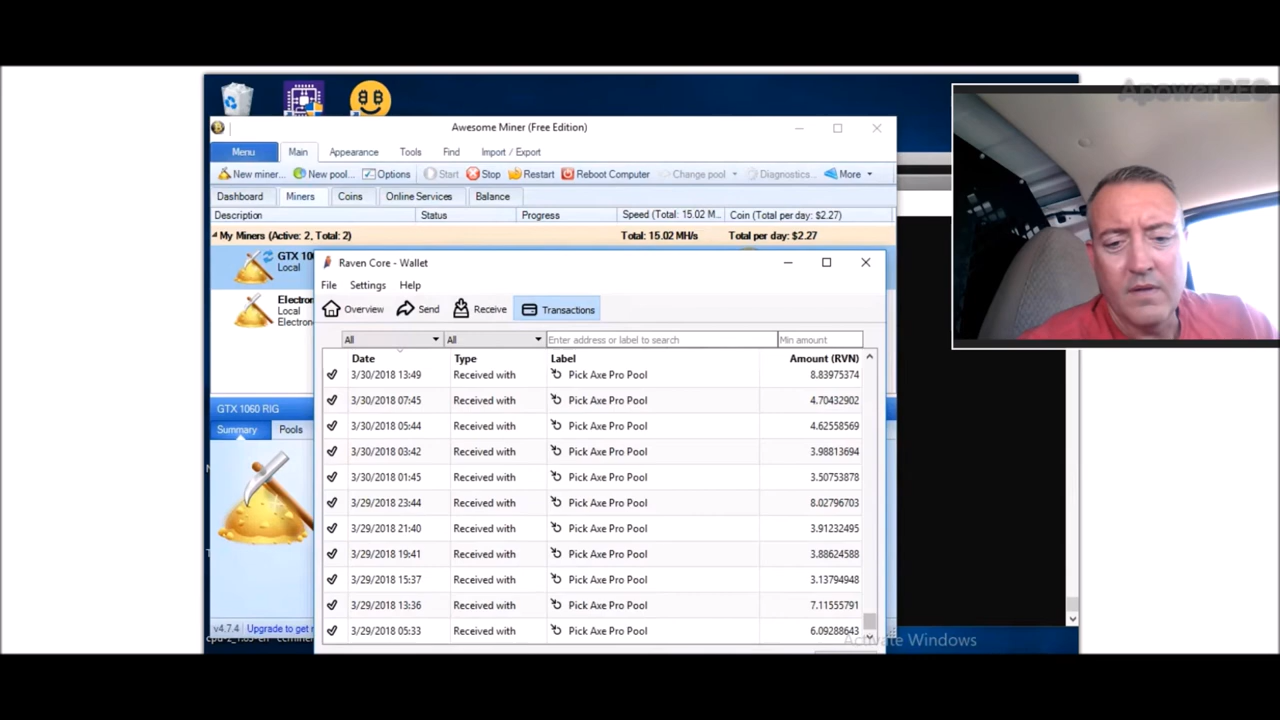 ApowerREC
Awesome Miner (Free Edition)
Menu Main Appearance Tools Find Import / Export
New miner... New pool... Options Start Stop Restart Reboot Computer Change pool Diagnostics... More
Dashboard Miners Coins Online Services Balance
Description Status Progress Speed (Total: 15.02 M... Coin (Total per day: $2.27)
My Miners (Active: 2, Total: 2) Total: 15.02 MH/s Total per day: $2.27
GTX 10
Local
Electron
Local
Electron
Raven Core - Wallet
File Settings Help
Overview Send Receive Transactions
All All Enter address or label to search Min amount
Date Type Label Amount (RVN)
3/30/2018 13:49 Received with Pick Axe Pro Pool 8.83975374
3/30/2018 07:45 Received with Pick Axe Pro Pool 4.70432902
3/30/2018 05:44 Received with Pick Axe Pro Pool 4.62558569
3/30/2018 03:42 Received with Pick Axe Pro Pool 3.98813694
3/30/2018 01:45 Received with Pick Axe Pro Pool 3.50753878
3/29/2018 23:44 Received with Pick Axe Pro Pool 8.02796703
3/29/2018 21:40 Received with Pick Axe Pro Pool 3.91232495
3/29/2018 19:41 Received with Pick Axe Pro Pool 3.88624588
3/29/2018 15:37 Received with Pick Axe Pro Pool 3.13794948
3/29/2018 13:36 Received with Pick Axe Pro Pool 7.11555791
3/29/2018 05:33 Received with Pick Axe Pro Pool 6.09288643
GTX 1060 RIG
Summary Pools
v4.7.4 Upgrade to get
Activate Windows